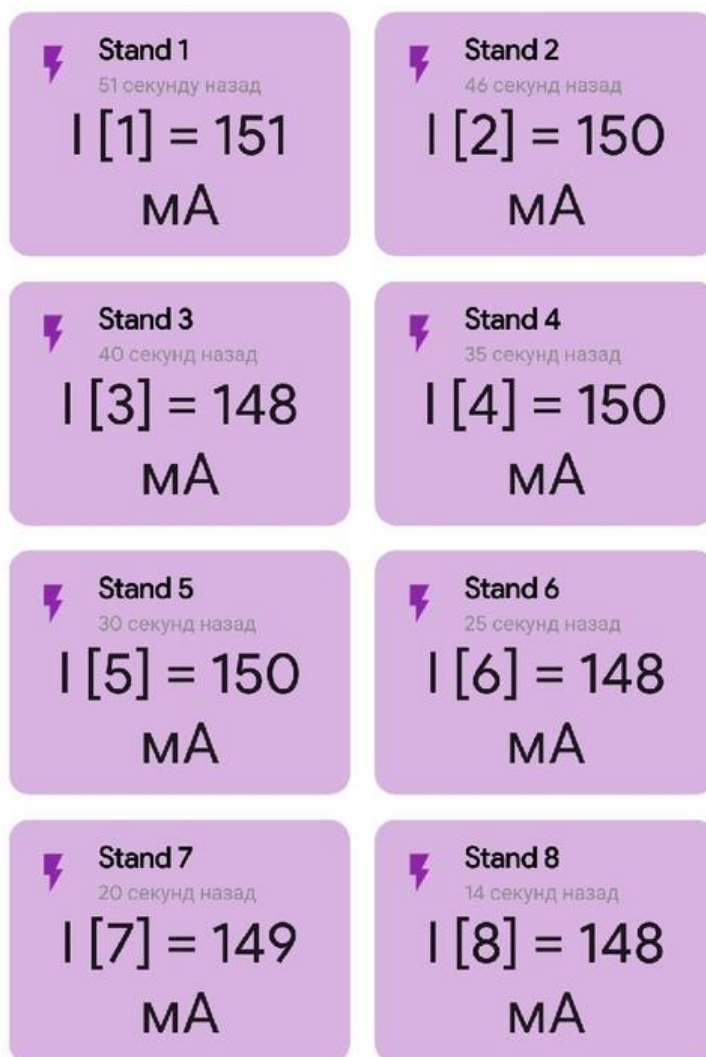 Stand 1
51 секунду назад
I [1] = 151
мА
Stand 2
46 секунд назад
I [2] = 150
мА
Stand 3
40 секунд назад
I [3] = 148
мА
Stand 4
35 секунд назад
I [4] = 150
мА
Stand 5
30 секунд назад
I [5] = 150
мА
Stand 6
25 секунд назад
I [6] = 148
мА
Stand 7
20 секунд назад
I [7] = 149
мА
Stand 8
14 секунд назад
I [8] = 148
мА